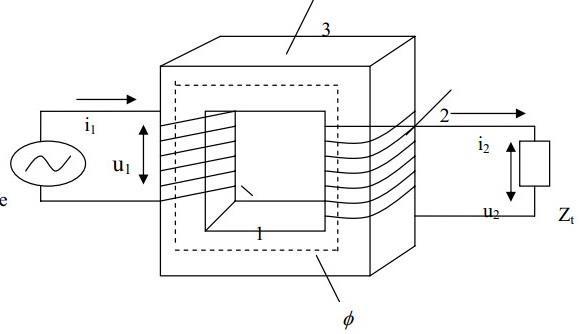 3
2
i₁
i₂
u₁
e
u₂
Zₜ
1
ϕ